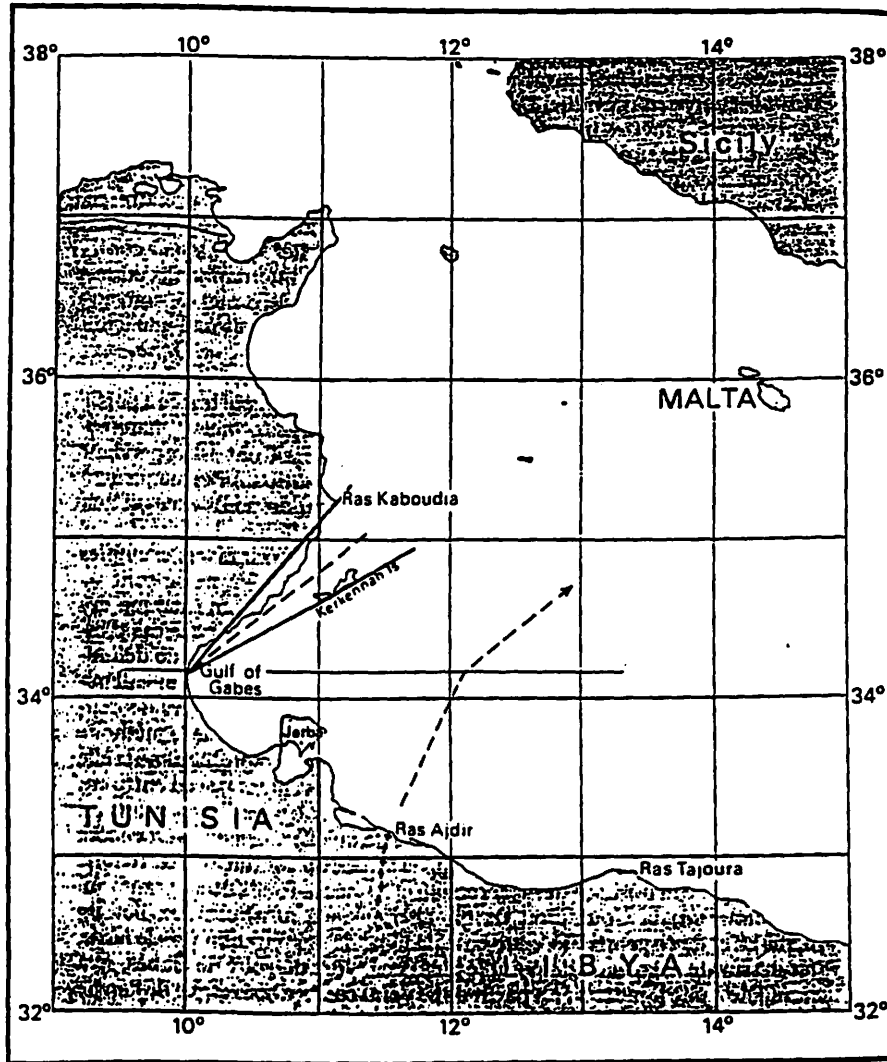 10°
12°
14°
38°
38°
Sicily
36°
36°
MALTA
Ras Kaboudia
Kerkennah Is
Gulf of
Gabes
34°
34°
Jerba
TUNISIA
Ras Ajdir
Ras Tajoura
LIBYA
32°
32°
10°
12°
14°